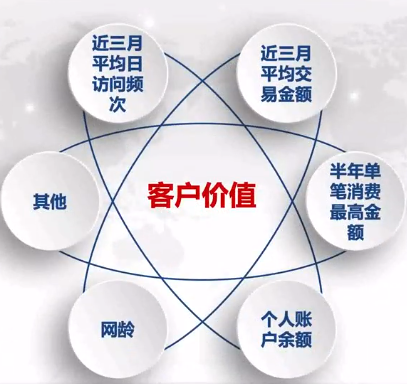 近三月
平均日
访问频
次
近三月
平均交
易金额
其他
客户价值
半年单
笔消费
最高金
额
网龄
个人账
户余额